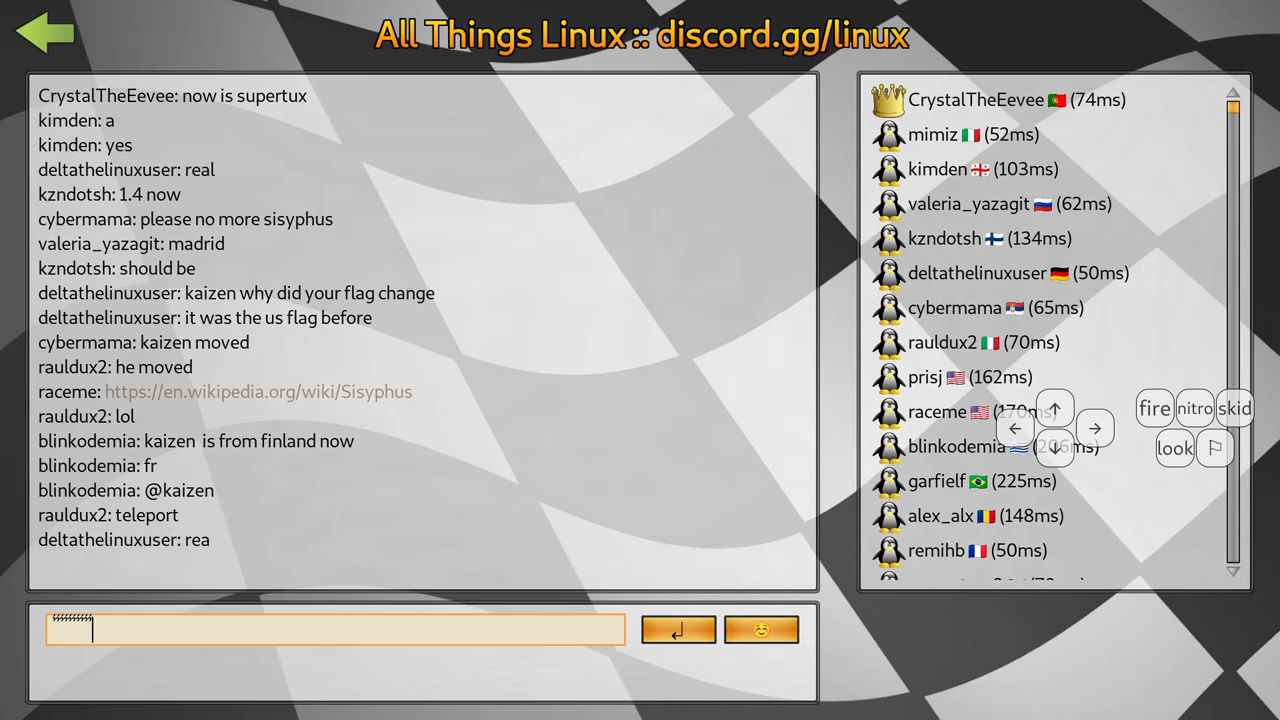 All Things Linux :: discord.gg/linux
CrystalTheEevee: now is supertux
kimden: a
kimden: yes
deltathelinuxuser: real
kzndotsh: 1.4 now
cybermama: please no more sisyphus
valeria_yazagit: madrid
kzndotsh: should be
deltathelinuxuser: kaizen why did your flag change
deltathelinuxuser: it was the us flag before
cybermama: kaizen moved
rauldux2: he moved
raceme: https://en.wikipedia.org/wiki/Sisyphus
rauldux2: lol
blinkodemia: kaizen  is from finland now
blinkodemia: fr
blinkodemia: @kaizen
rauldux2: teleport
deltathelinuxuser: rea
CrystalTheEevee 🇵🇹 (74ms)
mimiz 🇮🇹 (52ms)
kimden 🇬🇪 (103ms)
valeria_yazagit 🇷🇺 (62ms)
kzndotsh 🇫🇮 (134ms)
deltathelinuxuser 🇩🇪 (50ms)
cybermama 🇷🇸 (65ms)
rauldux2 🇮🇹 (70ms)
prisj 🇺🇸 (162ms)
raceme 🇺🇸 (170ms)
blinkodemia 🇬🇷 (206ms)
garfielf 🇧🇷 (225ms)
alex_alx 🇷🇴 (148ms)
remihb 🇫🇷 (50ms)
↑
←
→
↓
fire
nitro
skid
look